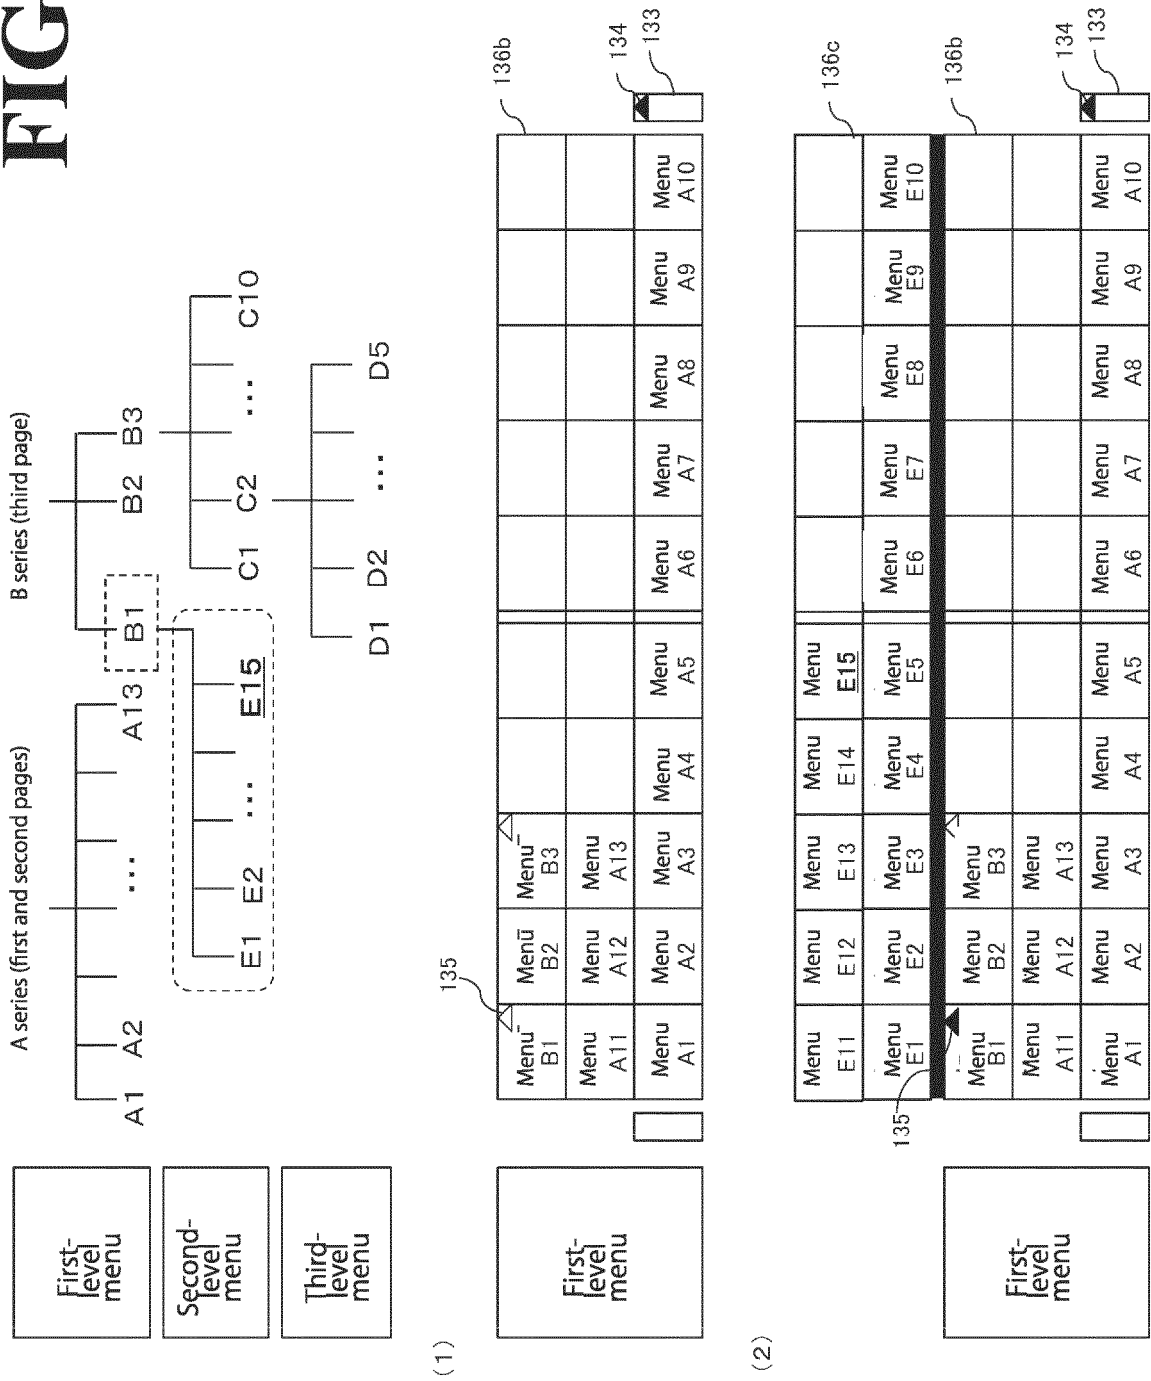 FIG
A series (first and second pages)
B series (third page)
First-
level
menu
A1 A2 ... A13 B1 B2 B3
Second-
level
menu
E1 E2 ... E15 C1 C2 ... C10
Third-
level
menu
D1 D2 ... D5
(1)
135
136b
134
133
First-
level
menu
Menu B1
Menu B2
Menu B3
Menu A11
Menu A12
Menu A13
Menu A1
Menu A2
Menu A3
Menu A4
Menu A5
Menu A6
Menu A7
Menu A8
Menu A9
Menu A10
(2)
136c
136b
134
133
135
Menu E11
Menu E12
Menu E13
Menu E14
Menu E15
Menu E1
Menu E2
Menu E3
Menu E4
Menu E5
Menu E6
Menu E7
Menu E8
Menu E9
Menu E10
First-
level
menu
Menu B1
Menu B2
Menu B3
Menu A11
Menu A12
Menu A13
Menu A1
Menu A2
Menu A3
Menu A4
Menu A5
Menu A6
Menu A7
Menu A8
Menu A9
Menu A10